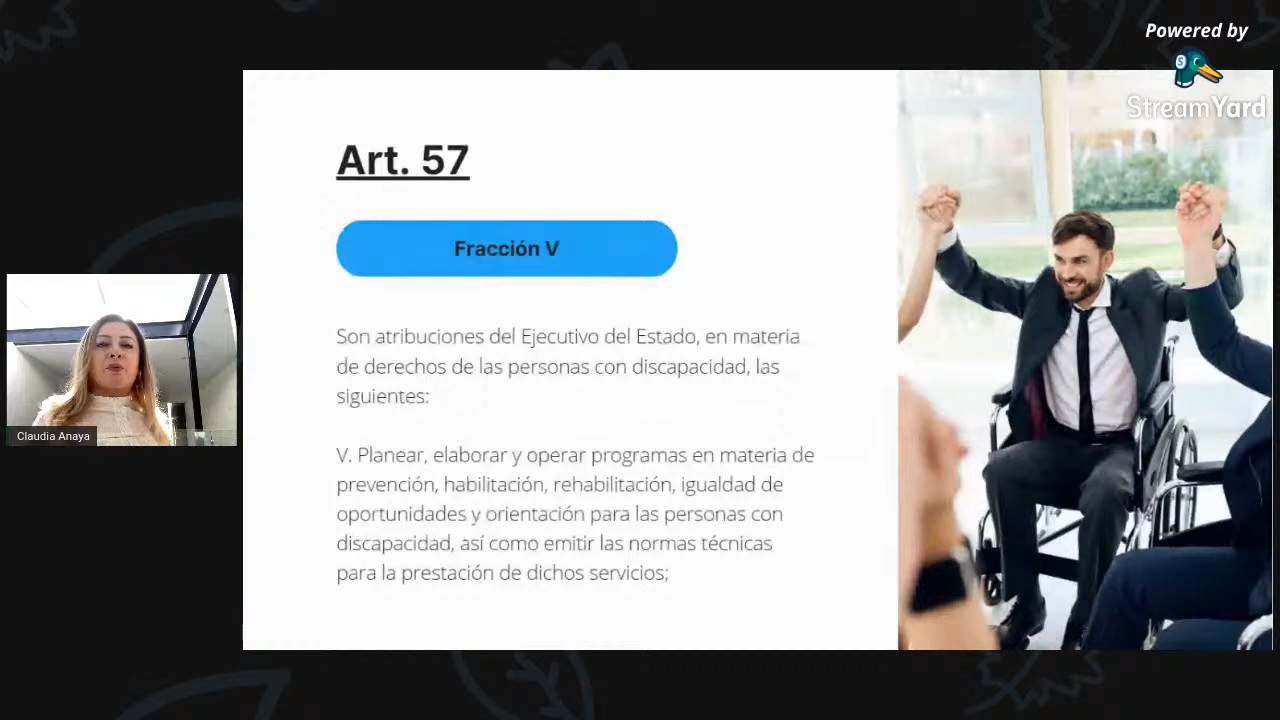 Powered by
StreamYard
Art. 57
Fracción V
Son atribuciones del Ejecutivo del Estado, en materia
de derechos de las personas con discapacidad, las
siguientes:
V. Planear, elaborar y operar programas en materia de
prevención, habilitación, rehabilitación, igualdad de
oportunidades y orientación para las personas con
discapacidad, así como emitir las normas técnicas
para la prestación de dichos servicios;
Claudia Anaya